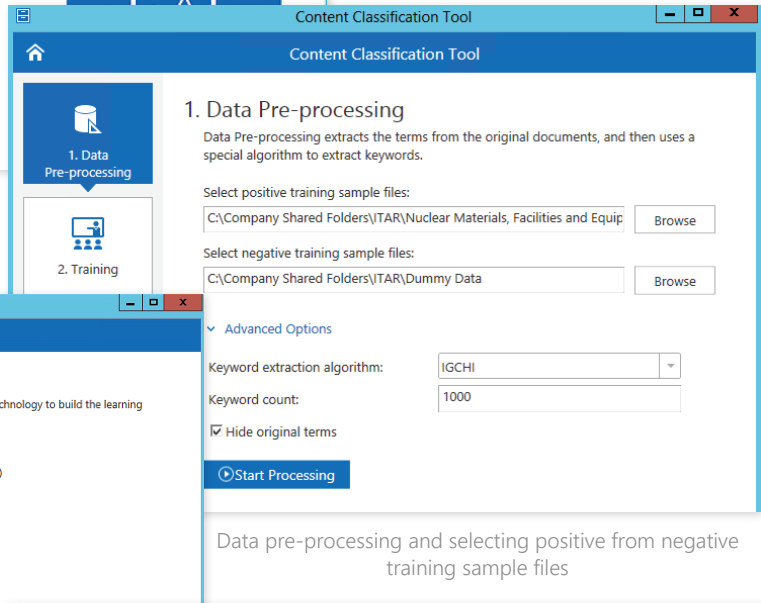 Content Classification Tool
Content Classification Tool
1. Data
Pre-processing
2. Training
1. Data Pre-processing
Data Pre-processing extracts the terms from the original documents, and then uses a
special algorithm to extract keywords.
Select positive training sample files:
C:\Company Shared Folders\ITAR\Nuclear Materials, Facilities and Equip
Browse
Select negative training sample files:
C:\Company Shared Folders\ITAR\Dummy Data
Browse
Advanced Options
Keyword extraction algorithm:
IGCHI
Keyword count:
1000
Hide original terms
Start Processing
chnology to build the learning
)
Data pre-processing and selecting positive from negative
training sample files